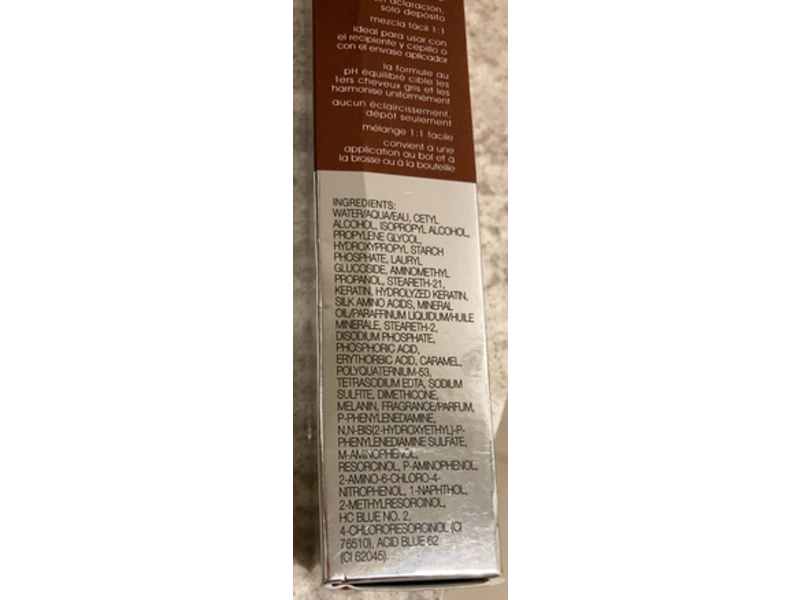 en aclaración,
sólo depósito
mezcla fácil 1:1
ideal para usar con
el recipiente y cepillo o
con el envase aplicador
la formule au
pH équilibré cible les
1ers cheveux gris et les
harmonise uniformément
aucun éclaircissement,
dépôt seulement
mélange 1:1 facile
convient à une
application au bol et à
la brosse ou à la bouteille
INGREDIENTS:
WATER/AQUA/EAU, CETYL
ALCOHOL, ISOPROPYL ALCOHOL,
PROPYLENE GLYCOL,
HYDROXYPROPYL STARCH
PHOSPHATE, LAURYL
GLUCOSIDE, AMINOMETHYL
PROPANOL, STEARETH-21,
KERATIN, HYDROLYZED KERATIN,
SILK AMINO ACIDS, MINERAL
OIL/PARAFFINUM LIQUIDUM/HUILE
MINERALE, STEARETH-2,
DISODIUM PHOSPHATE,
PHOSPHORIC ACID,
ERYTHORBIC ACID, CARAMEL,
POLYQUATERNIUM-53,
TETRASODIUM EDTA, SODIUM
SULFITE, DIMETHICONE,
MELANIN, FRAGRANCE/PARFUM,
P-PHENYLENEDIAMINE,
N,N-BIS(2-HYDROXYETHYL)-P-
PHENYLENEDIAMINE SULFATE,
M-AMINOPHENOL,
RESORCINOL, P-AMINOPHENOL,
2-AMINO-6-CHLORO-4-
NITROPHENOL, 1-NAPHTHOL,
2-METHYLRESORCINOL,
HC BLUE NO. 2,
4-CHLORORESORCINOL (CI
76510), ACID BLUE 62
(CI 62045).